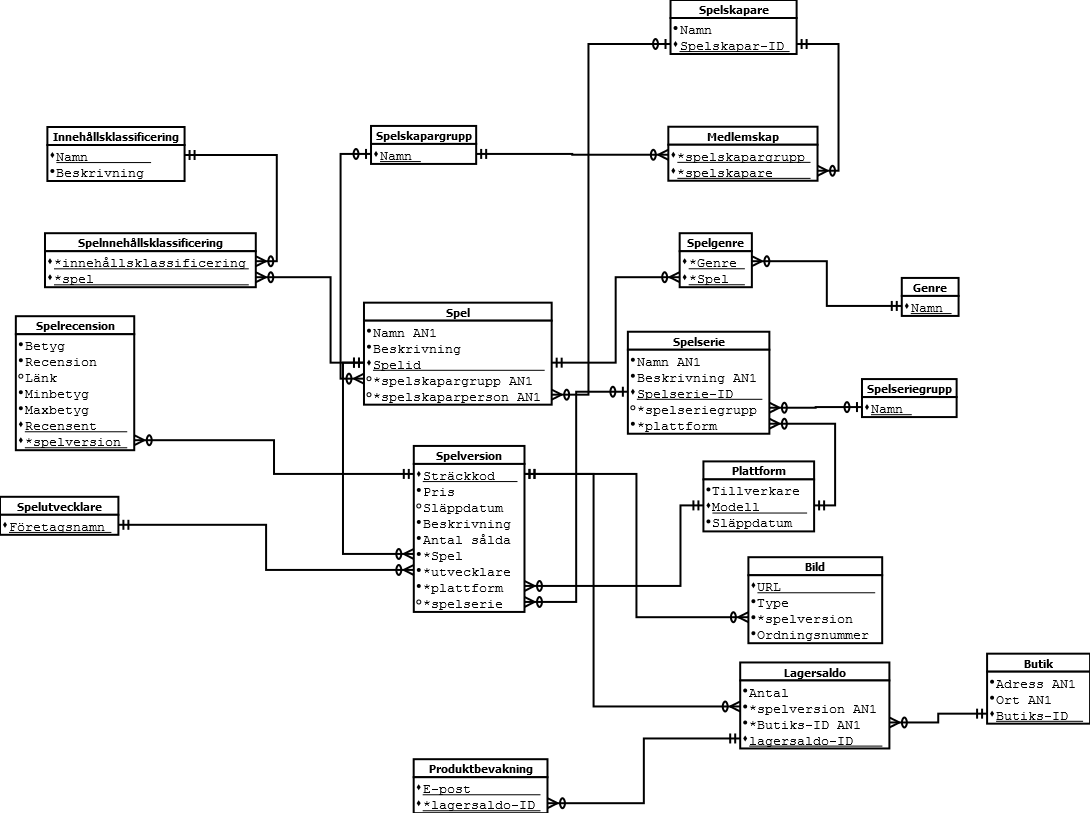 Spelskapare
Namn
Spelskapar-ID
Innehållsklassificering
Namn
Beskrivning
Spelskapargrupp
Namn
Medlemskap
*spelskapargrupp
*spelskapare
Spelnnehållsklassificering
*innehållsklassificering
*spel
Spelgenre
*Genre
*Spel
Genre
Namn
Spelrecension
Betyg
Recension
Länk
Minbetyg
Maxbetyg
Recensent
*spelversion
Spel
Namn AN1
Beskrivning
Spelid
*spelskapargrupp AN1
*spelskaparperson AN1
Spelserie
Namn AN1
Beskrivning AN1
Spelserie-ID
*spelseriegrupp
*plattform
Spelseriegrupp
Namn
Spelutvecklare
Företagsnamn
Spelversion
Sträckkod
Pris
Släppdatum
Beskrivning
Antal sålda
*Spel
*utvecklare
*plattform
*spelserie
Plattform
Tillverkare
Modell
Släppdatum
Bild
URL
Type
*spelversion
Ordningsnummer
Lagersaldo
Antal
*spelversion AN1
*Butiks-ID AN1
lagersaldo-ID
Butik
Adress AN1
Ort AN1
Butiks-ID
Produktbevakning
E-post
*lagersaldo-ID